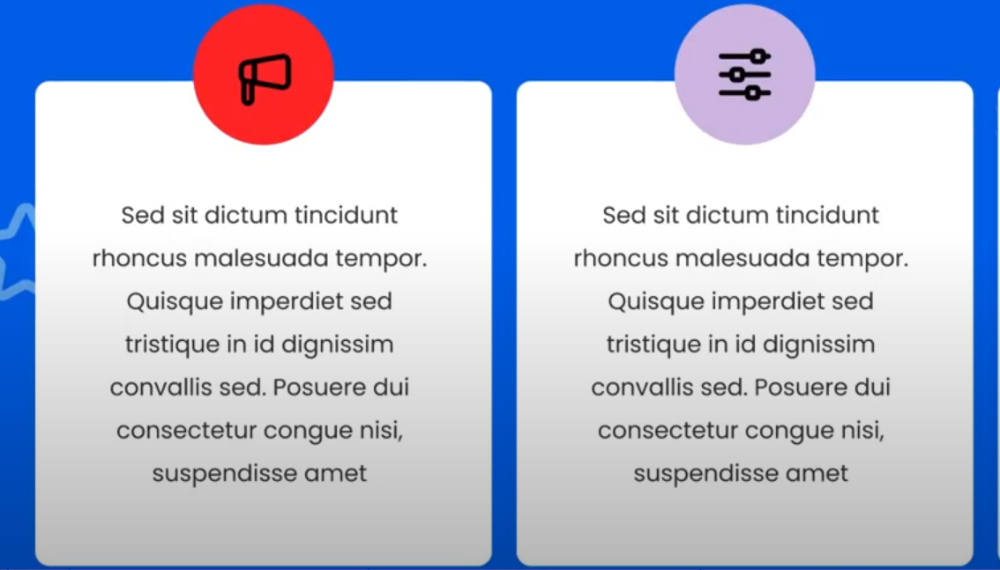 Sed sit dictum tincidunt
rhoncus malesuada tempor.
Quisque imperdiet sed
tristique in id dignissim
convallis sed. Posuere dui
consectetur congue nisi,
suspendisse amet
Sed sit dictum tincidunt
rhoncus malesuada tempor.
Quisque imperdiet sed
tristique in id dignissim
convallis sed. Posuere dui
consectetur congue nisi,
suspendisse amet